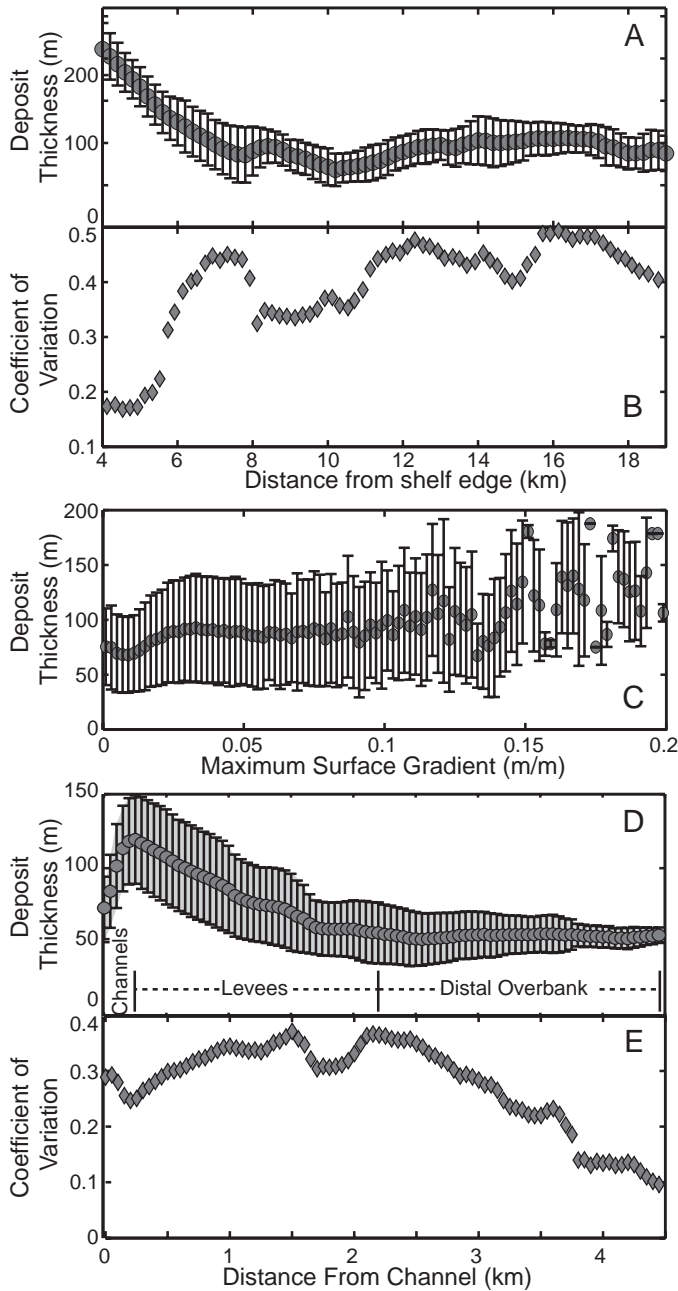 A
Deposit
Thickness (m)
200
100
0
B
Coefficient of
Variation
0.5
0.4
0.3
0.2
0.1
4 6 8 10 12 14 16 18
Distance from shelf edge (km)
C
Deposit
Thickness (m)
200
150
100
50
0
0 0.05 0.1 0.15 0.2
Maximum Surface Gradient (m/m)
D
Deposit
Thickness (m)
150
100
50
0
Channels
Levees
Distal Overbank
E
Coefficient of
Variation
0.4
0.3
0.2
0.1
0
0 1 2 3 4
Distance From Channel (km)